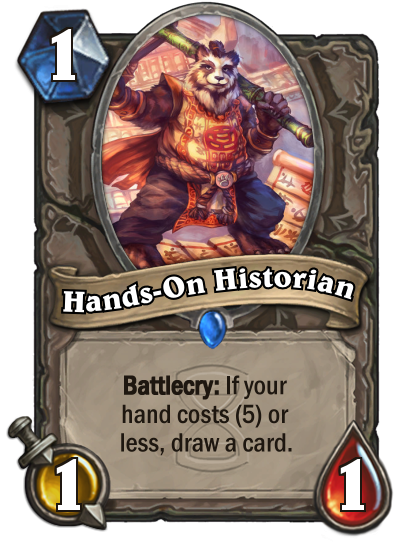 1
Hands-On Historian
Battlecry: If your
hand costs (5) or
less, draw a card.
1
1